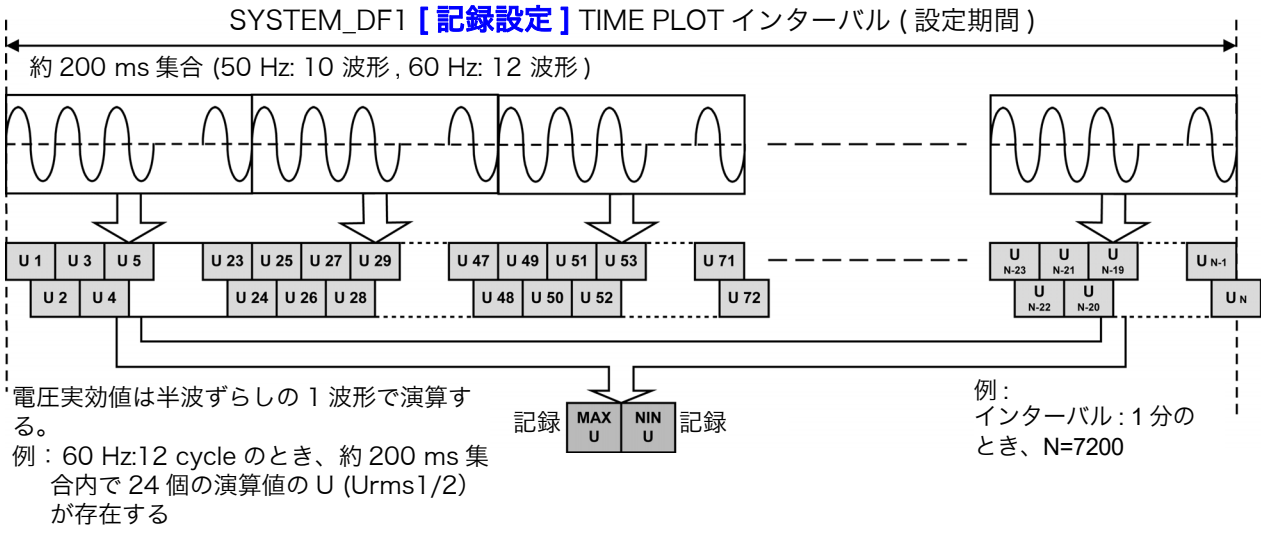 SYSTEM_DF1 [ 記録設定 ] TIME PLOT インターバル ( 設定期間 )
約 200 ms 集合 (50 Hz: 10 波形 , 60 Hz: 12 波形 )
U 1 U 3 U 5 U 23 U 25 U 27 U 29 U 47 U 49 U 51 U 53 U 71 U N-23 U N-21 U N-19 U N-1
U 2 U 4 U 24 U 26 U 28 U 48 U 50 U 52 U 72 U N-22 U N-20 U N
電圧実効値は半波ずらしの 1 波形で演算す
る。
例：60 Hz:12 cycle のとき、約 200 ms 集
合内で 24 個の演算値の U (Urms1/2）
が存在する
記録 MAX U NIN U 記録
例 :
インターバル : 1 分の
とき、N=7200